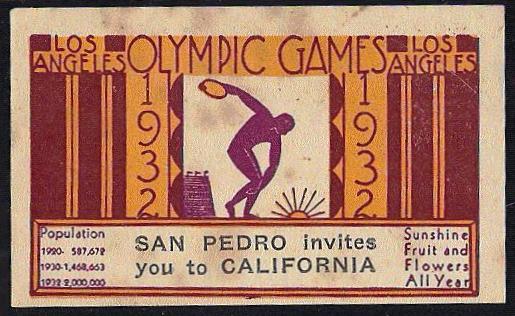 LOS ANGELES
OLYMPIC GAMES
LOS ANGELES
1932
1932
Population
1920- 587,672
1930-1,468,663
1932-2,000,000
SAN PEDRO invites
you to CALIFORNIA
Sunshine
Fruit and
Flowers
All Year